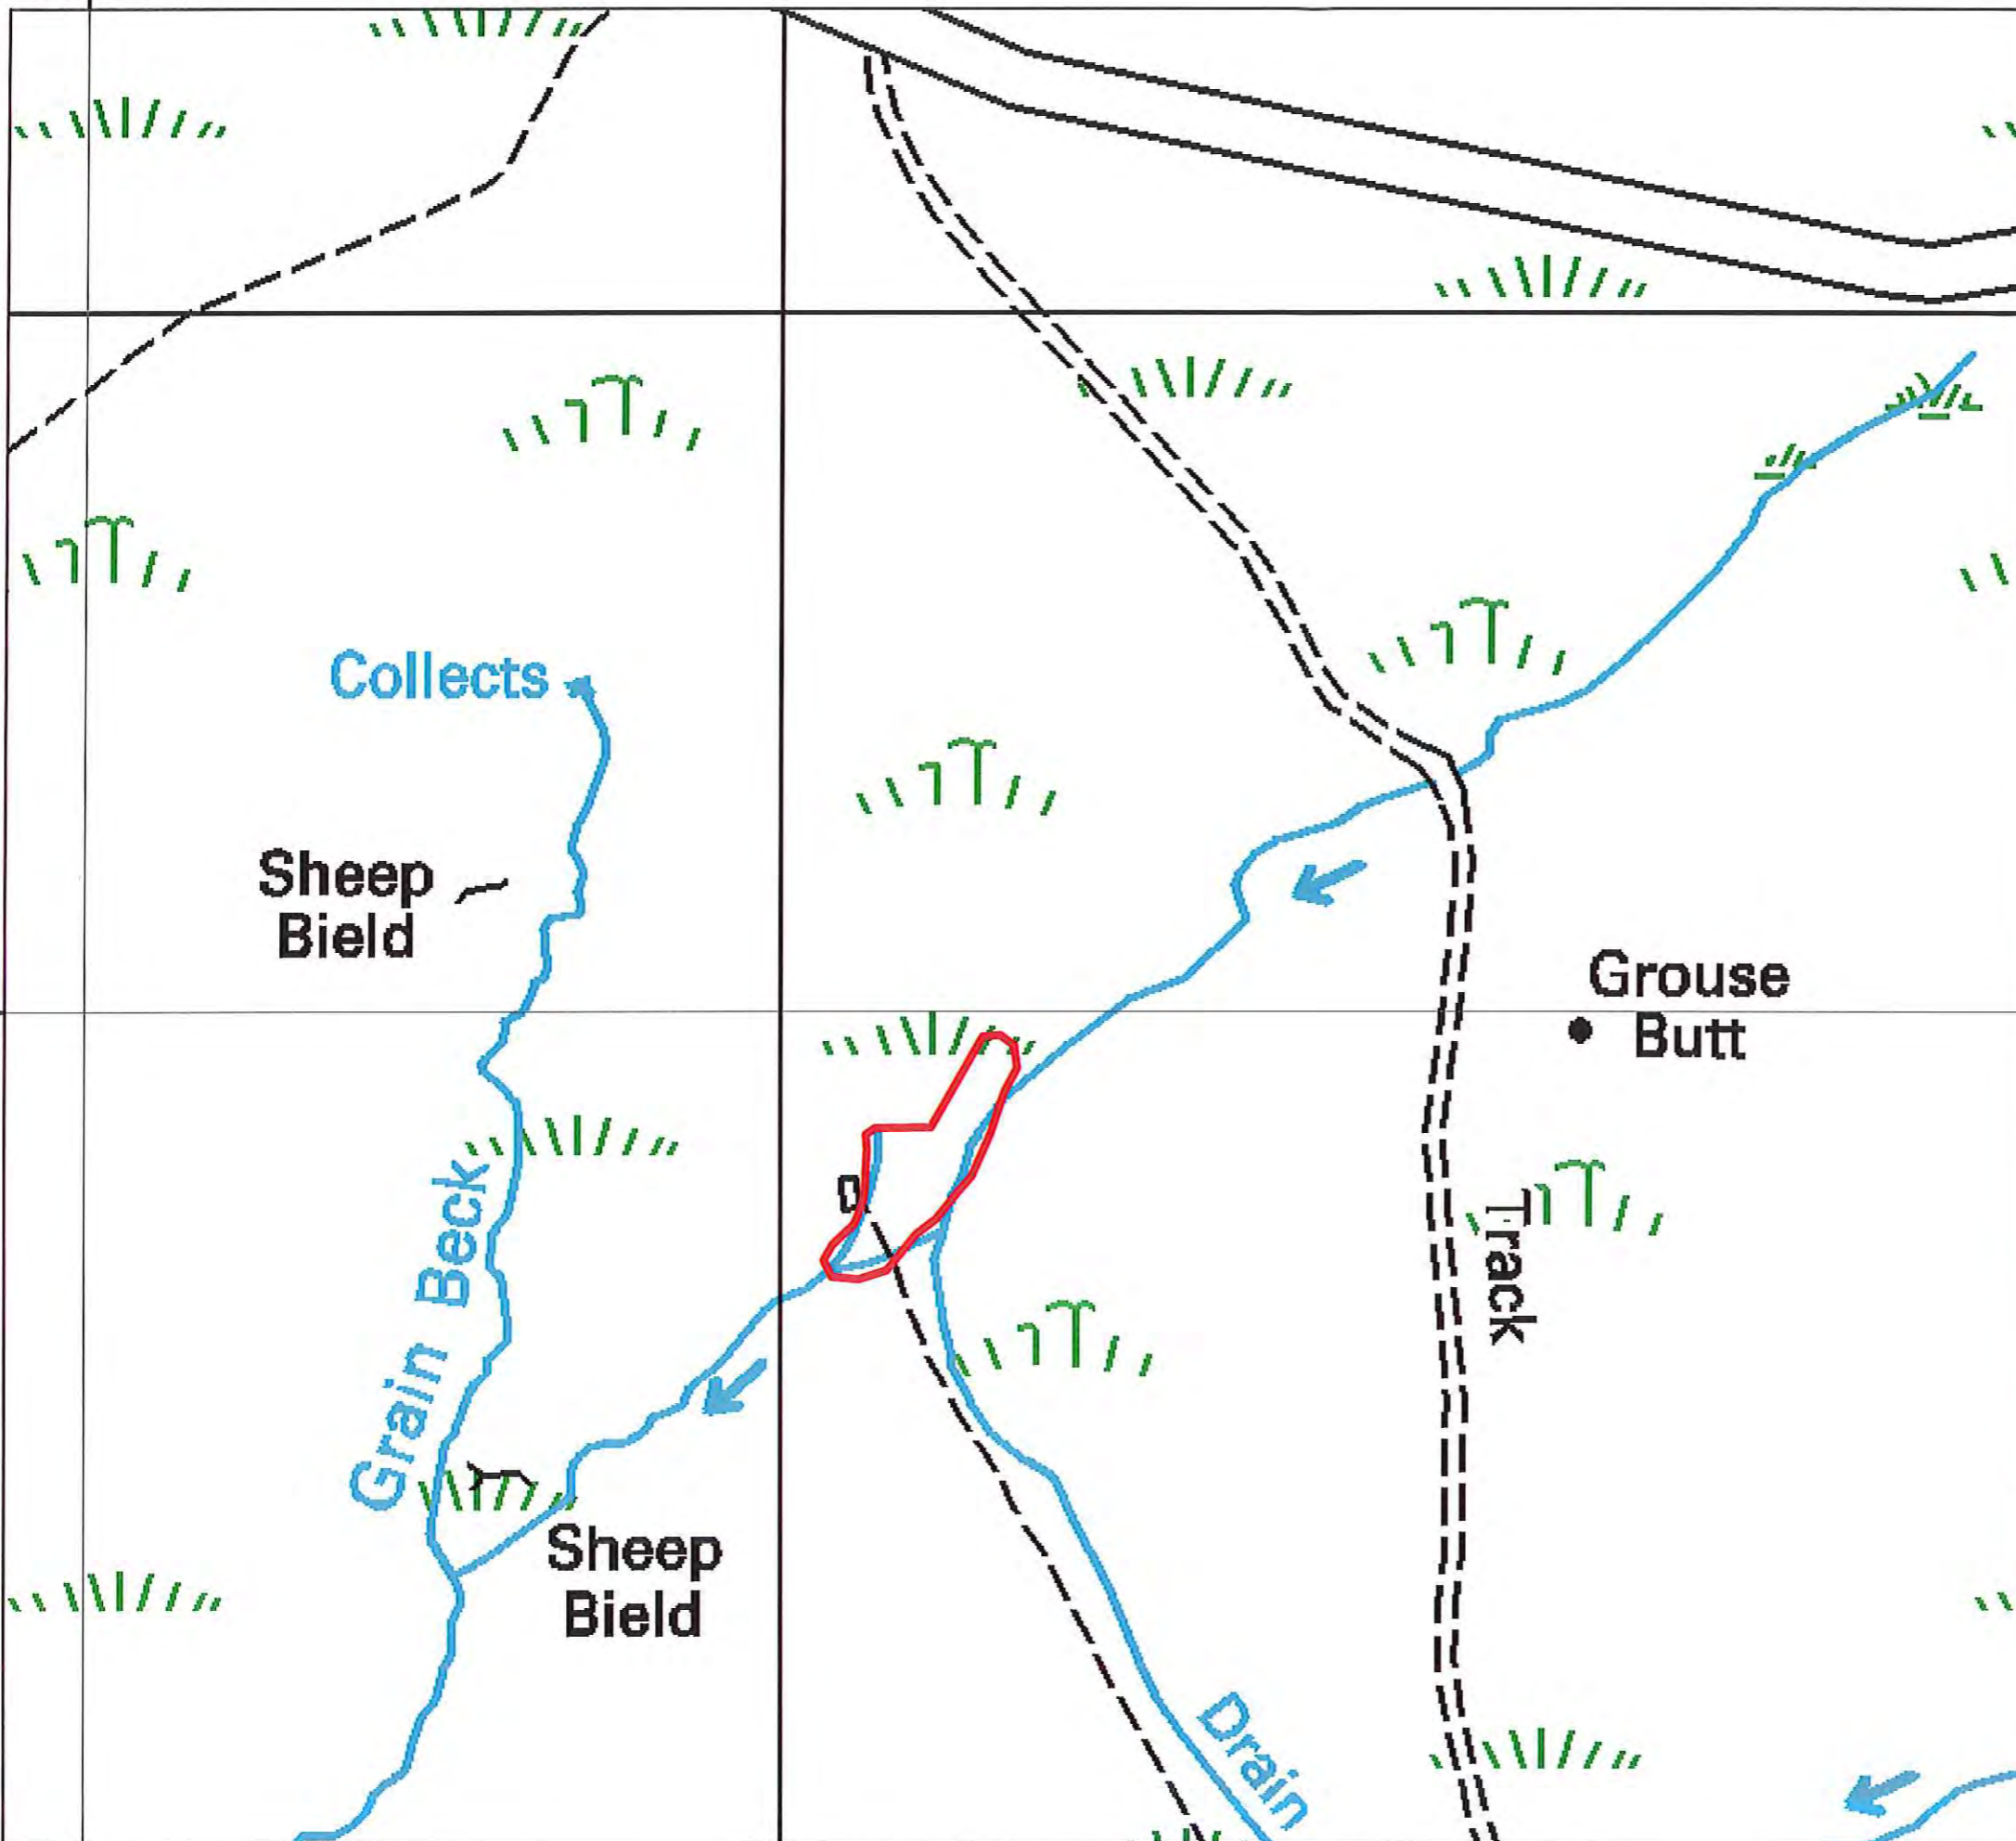 Collects
Sheep
Bield
Grouse
Butt
Track
Grain Beck
Sheep
Bield
Drain